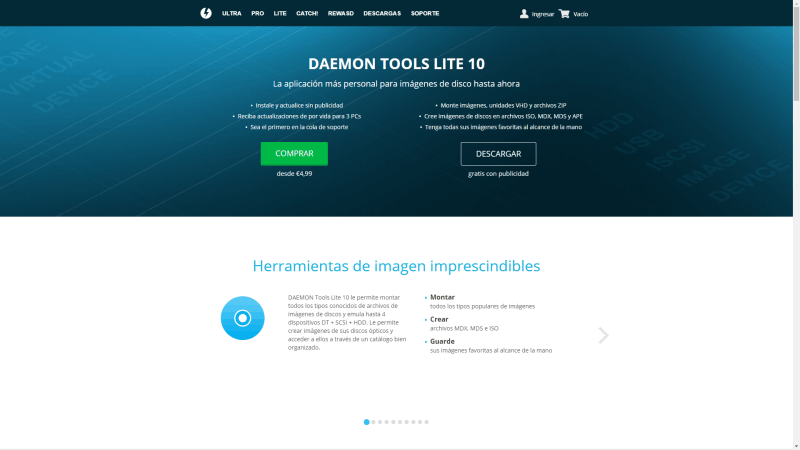 ULTRA PRO LITE CATCH! REWASD DESCARGAS SOPORTE Ingresar Vacío
DAEMON TOOLS LITE 10
La aplicación más personal para imágenes de disco hasta ahora
• Instale y actualice sin publicidad
• Reciba actualizaciones de por vida para 3 PCs
• Sea el primero en la cola de soporte
COMPRAR
desde €4,99
• Monte imágenes, unidades VHD y archivos ZIP
• Cree imágenes de discos en archivos ISO, MDX, MDS y APE
• Tenga todas sus imágenes favoritas al alcance de la mano
DESCARGAR
gratis con publicidad
VIRTUAL
DEVICE
HDD
USB
ISCSI
DEVICE
Herramientas de imagen imprescindibles
DAEMON Tools Lite 10 le permite montar
todos los tipos conocidos de archivos de
imágenes de discos y emula hasta 4
dispositivos DT + SCSI + HDD. Le permite
crear imágenes de sus discos ópticos y
acceder a ellos a través de un catálogo bien
organizado.
• Montar
todos los tipos populares de imágenes
• Crear
archivos MDX, MDS e ISO
• Guarde
sus imágenes favoritas al alcance de la mano